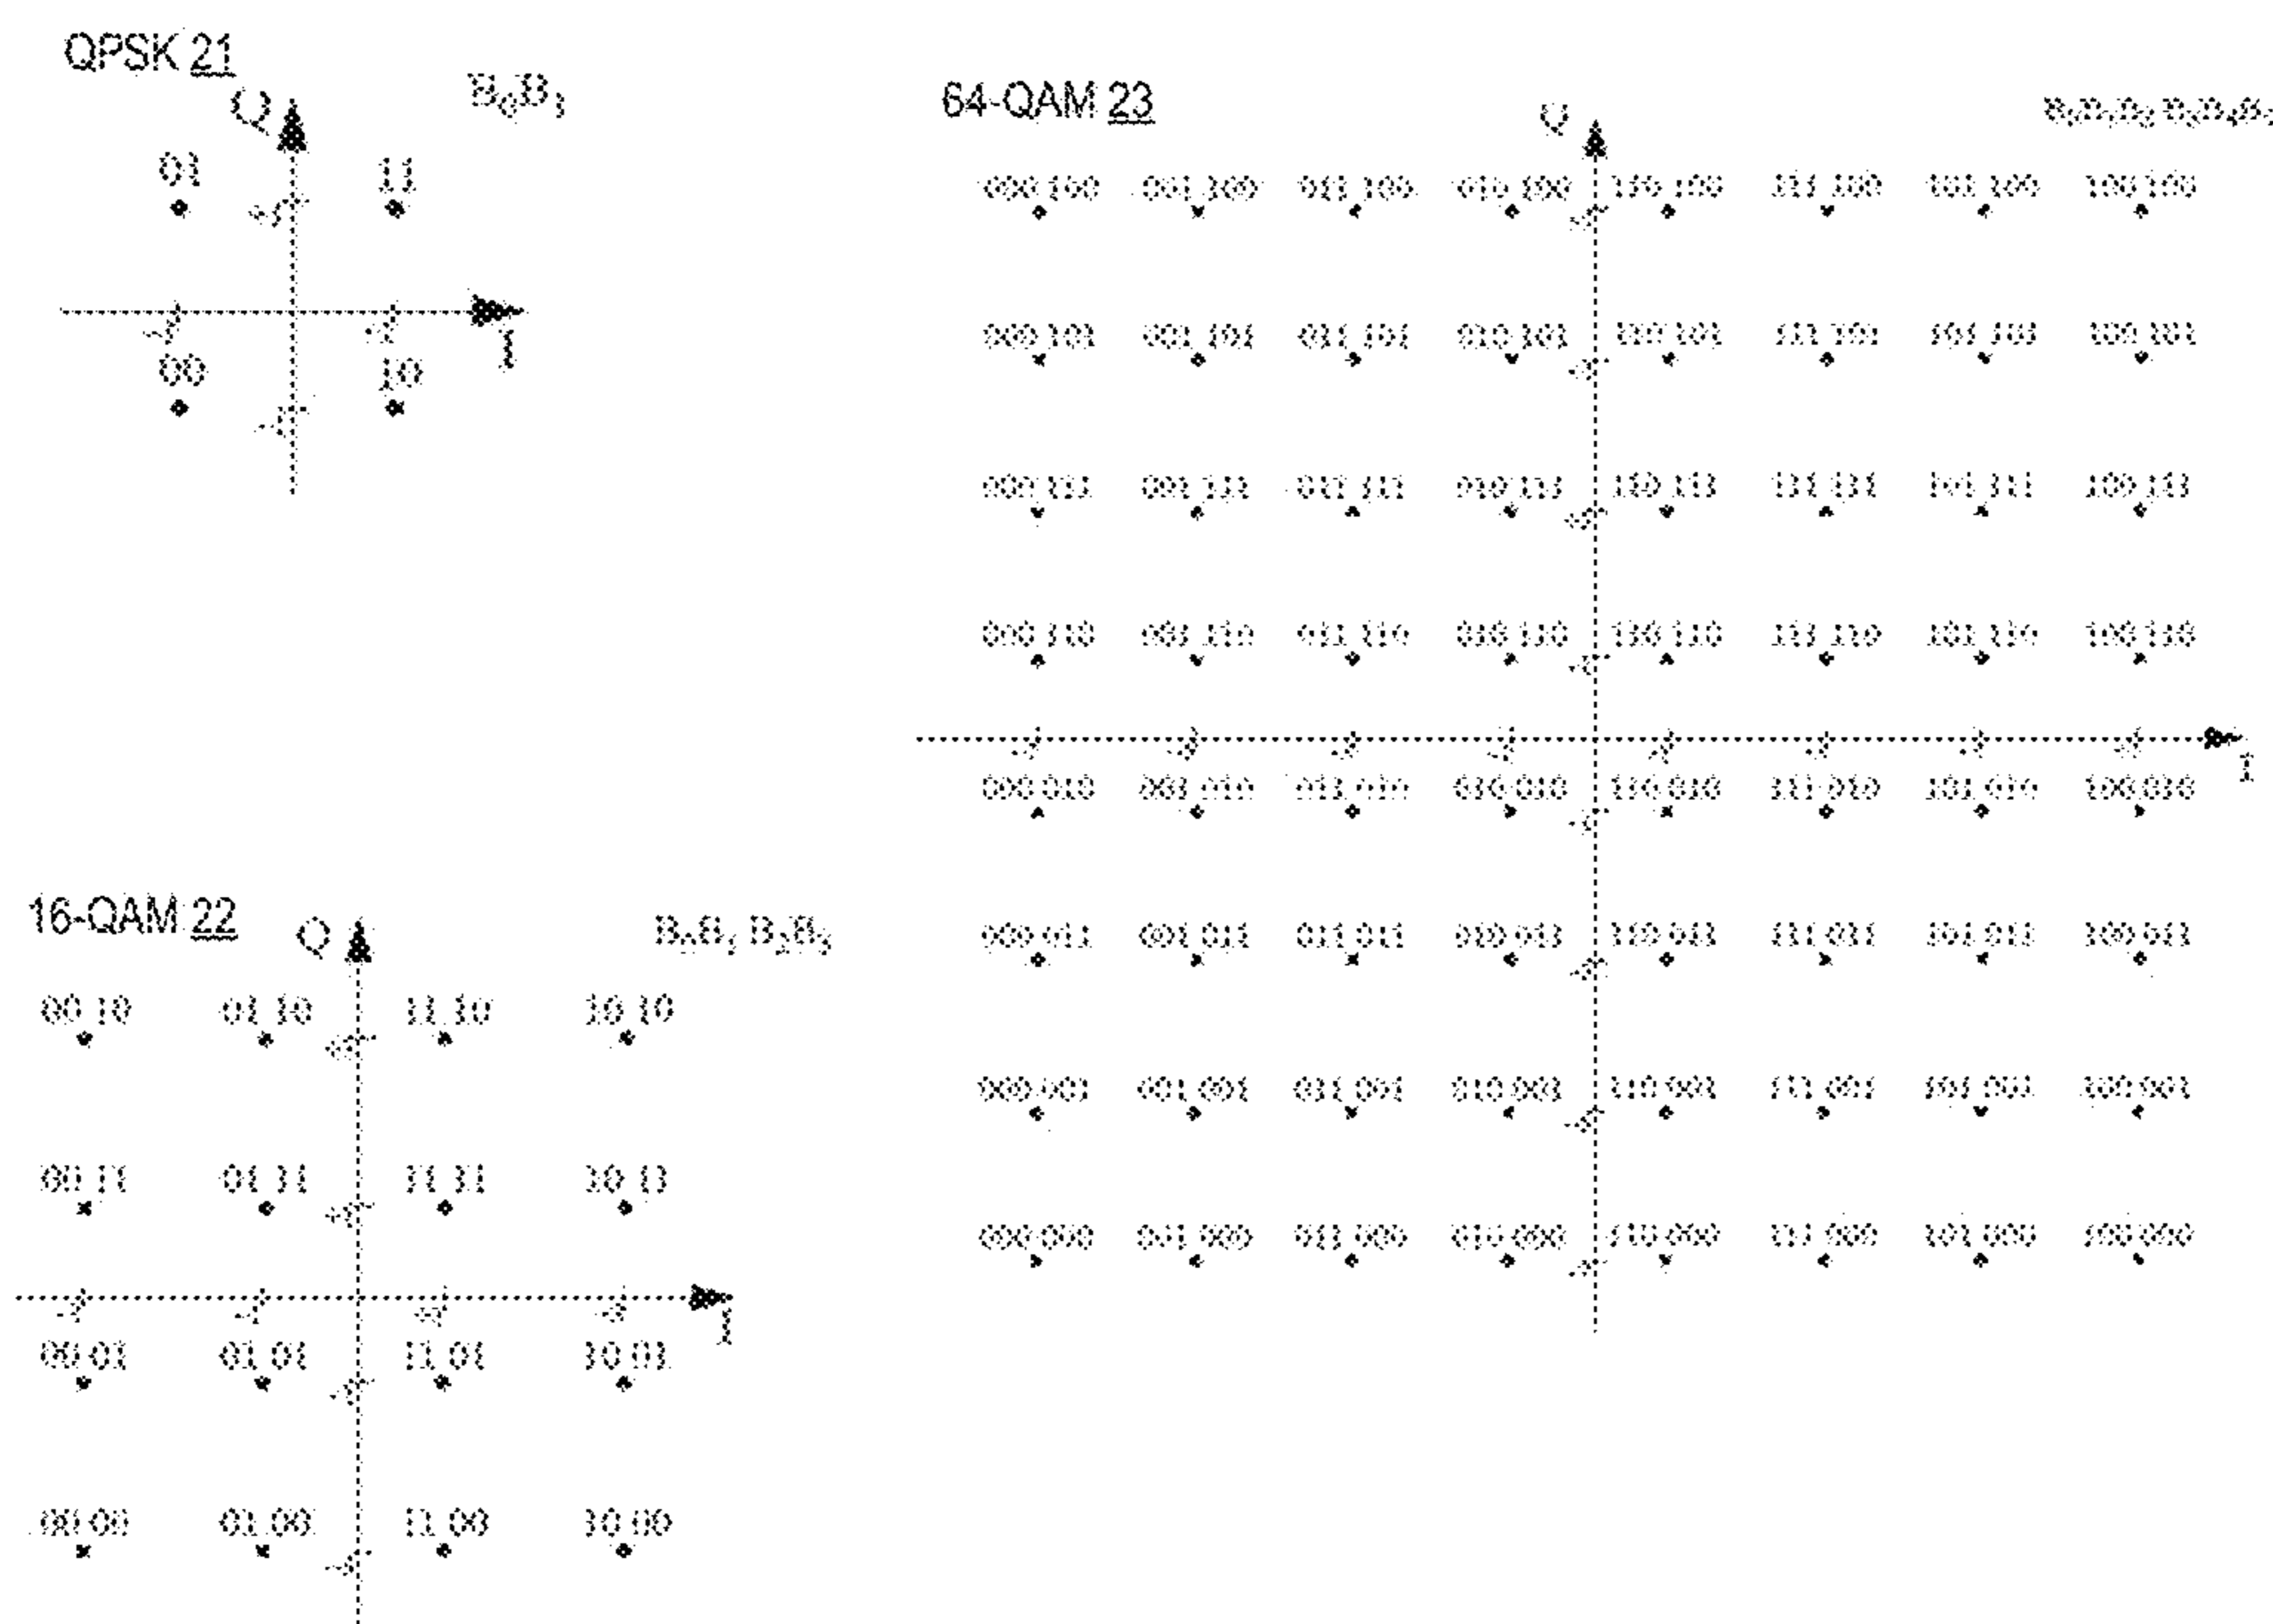 QPSK 21
Q
B₀B₁
01 11
I
00 10
64-QAM 23
Q
000 100 001 100 011 100 010 100 110 100 111 100 101 100 100 100
000 101 001 101 011 101 010 101 110 101 111 101 101 101 100 101
000 111 001 111 011 111 010 111 110 111 111 111 101 111 100 111
000 110 001 110 011 110 010 110 110 110 111 110 101 110 100 110
I
000 010 001 010 011 010 010 010 110 010 111 010 101 010 100 010
000 011 001 011 011 011 010 011 110 011 111 011 101 011 100 011
000 001 001 001 011 001 010 001 110 001 111 001 101 001 100 001
000 000 001 000 011 000 010 000 110 000 111 000 101 000 100 000
16-QAM 22
Q
B₀B₁ B₂B₃
00 10 01 10 11 10 10 10
00 11 01 11 11 11 10 11
I
00 01 01 01 11 01 10 01
00 00 01 00 11 00 10 00